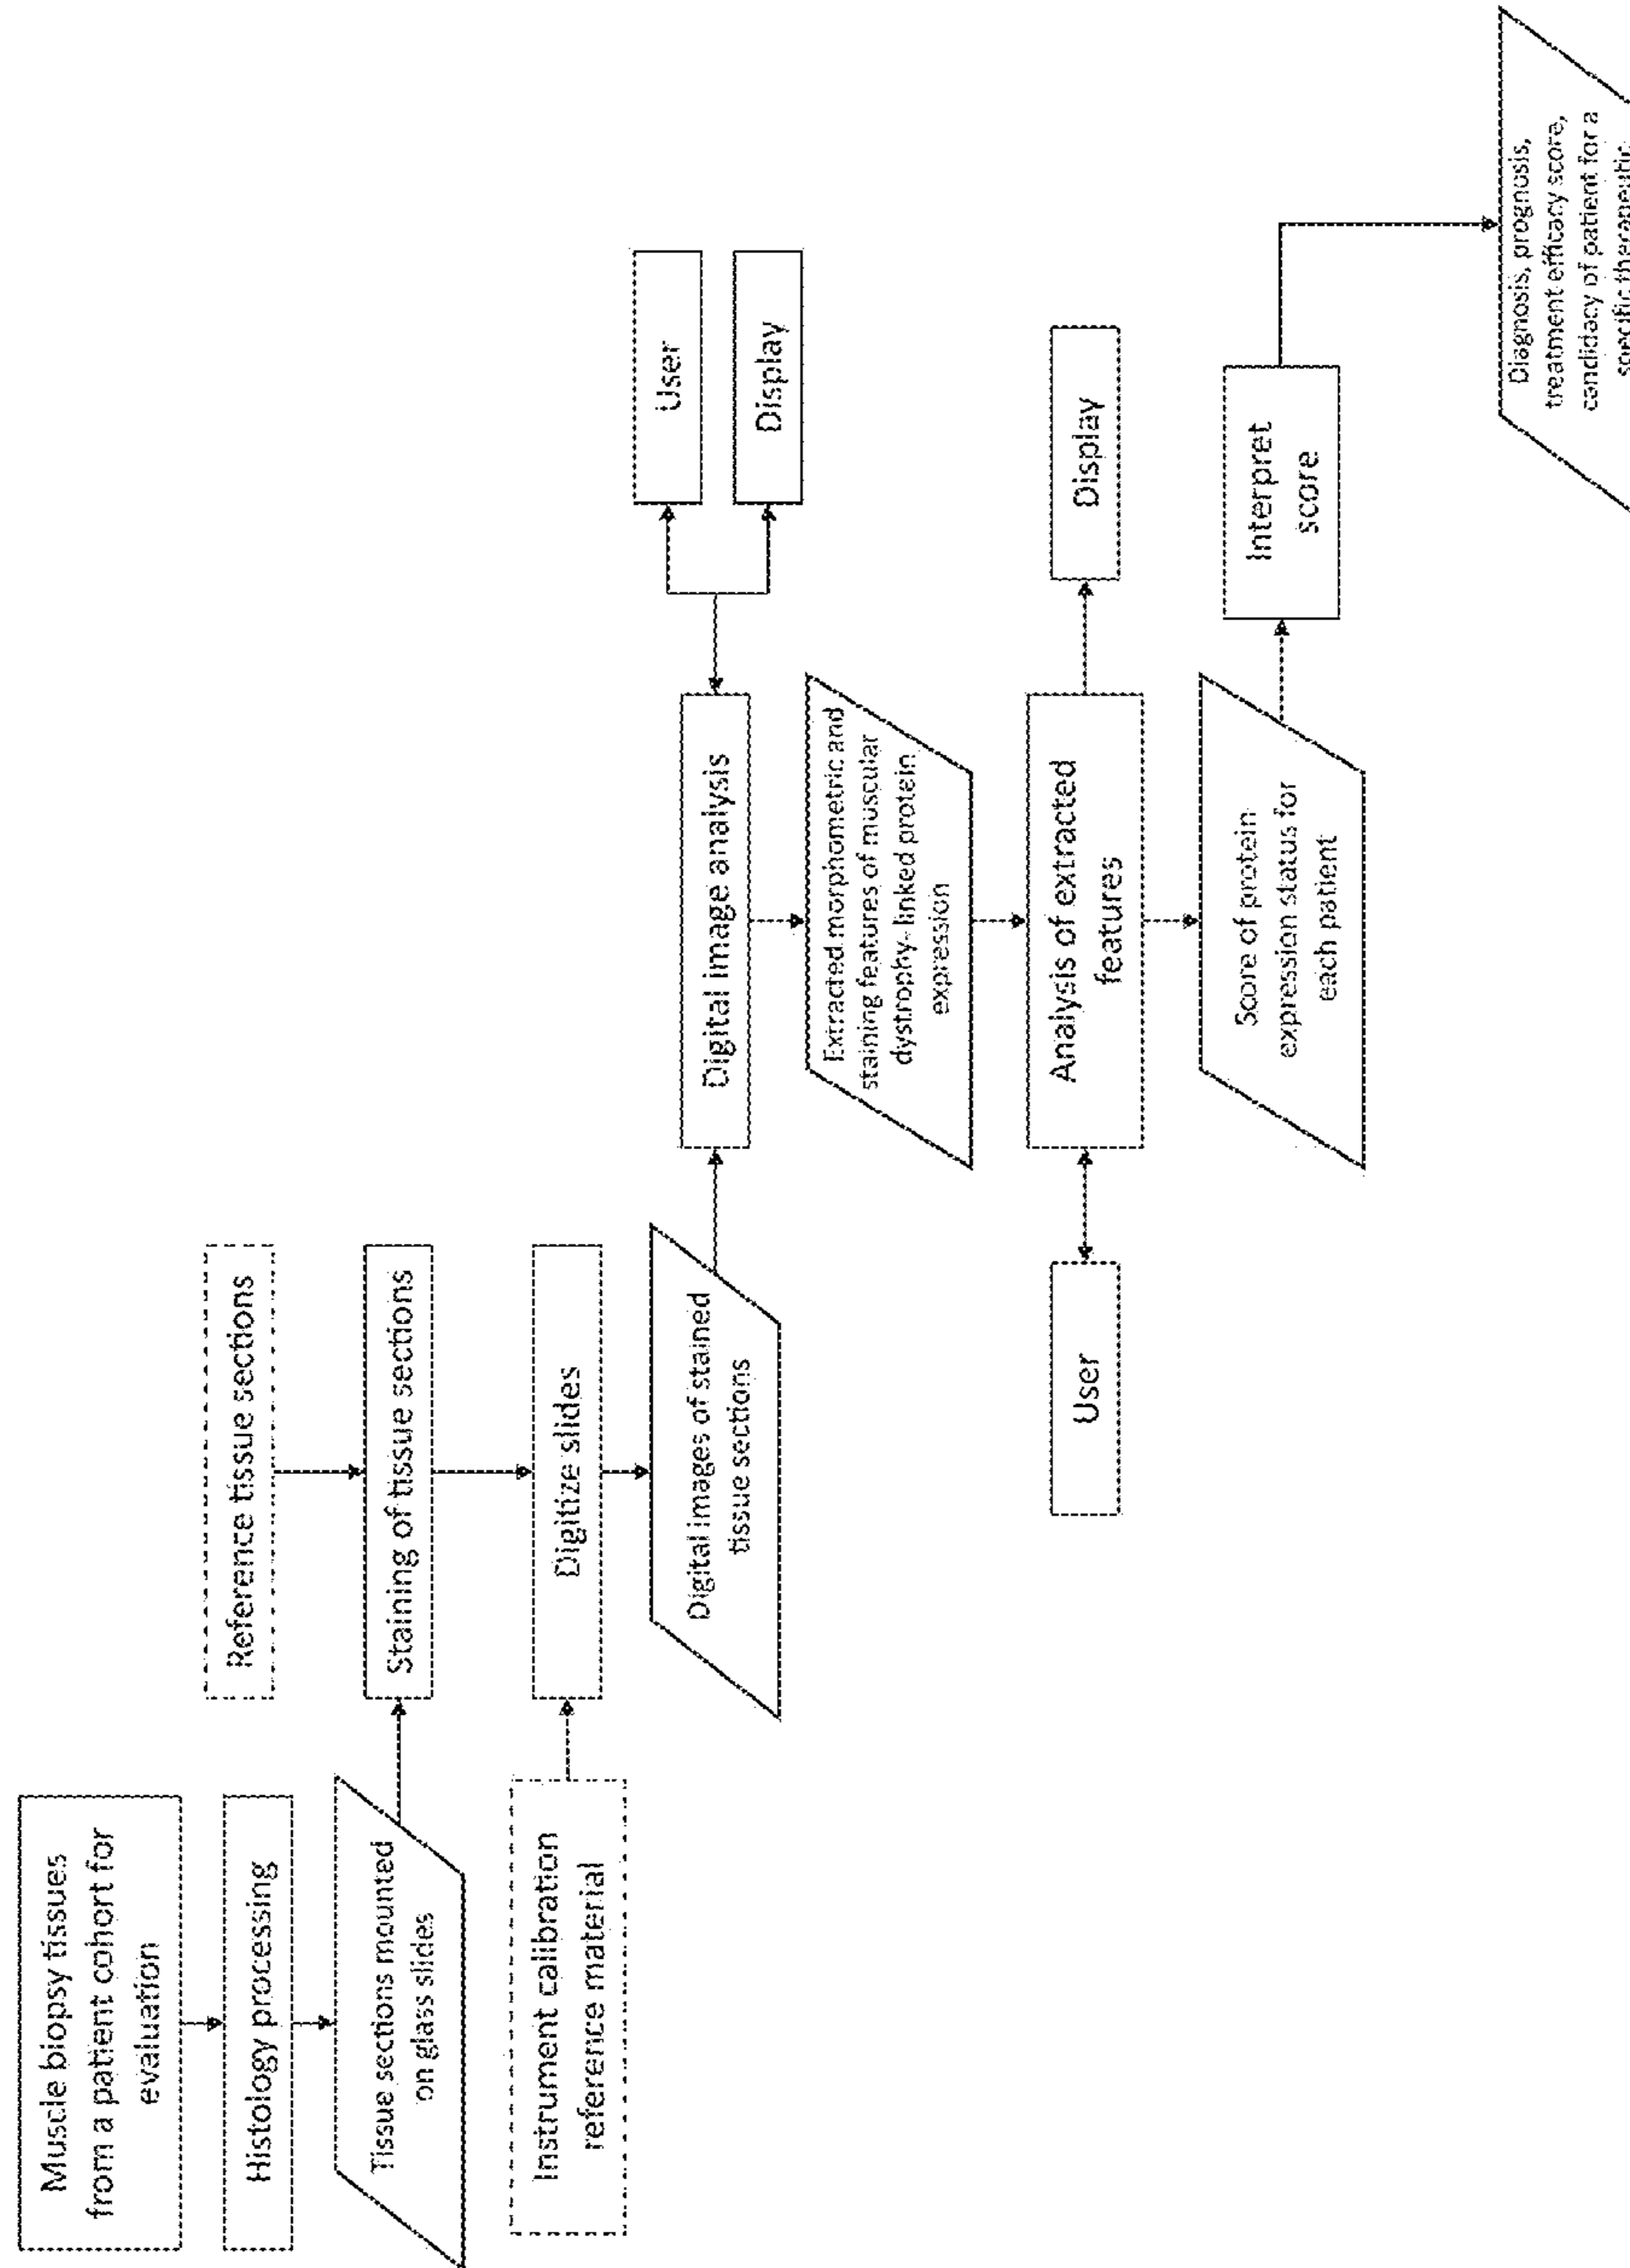 Muscle biopsy tissues
from a patient cohort for
evaluation
Histology processing
Tissue sections mounted
on glass slides
Instrument calibration
reference material
Reference tissue sections
Staining of tissue sections
Digitize slides
Digital images of stained
tissue sections
Digital image analysis
User
Display
Extracted morphometric and
staining features of muscular
dystrophy-linked protein
expression
User
Analysis of extracted
features
Display
Score of protein
expression status for
each patient
Interpret
score
Diagnosis, prognosis,
treatment efficacy score,
candidacy of patient for a
specific therapeutic